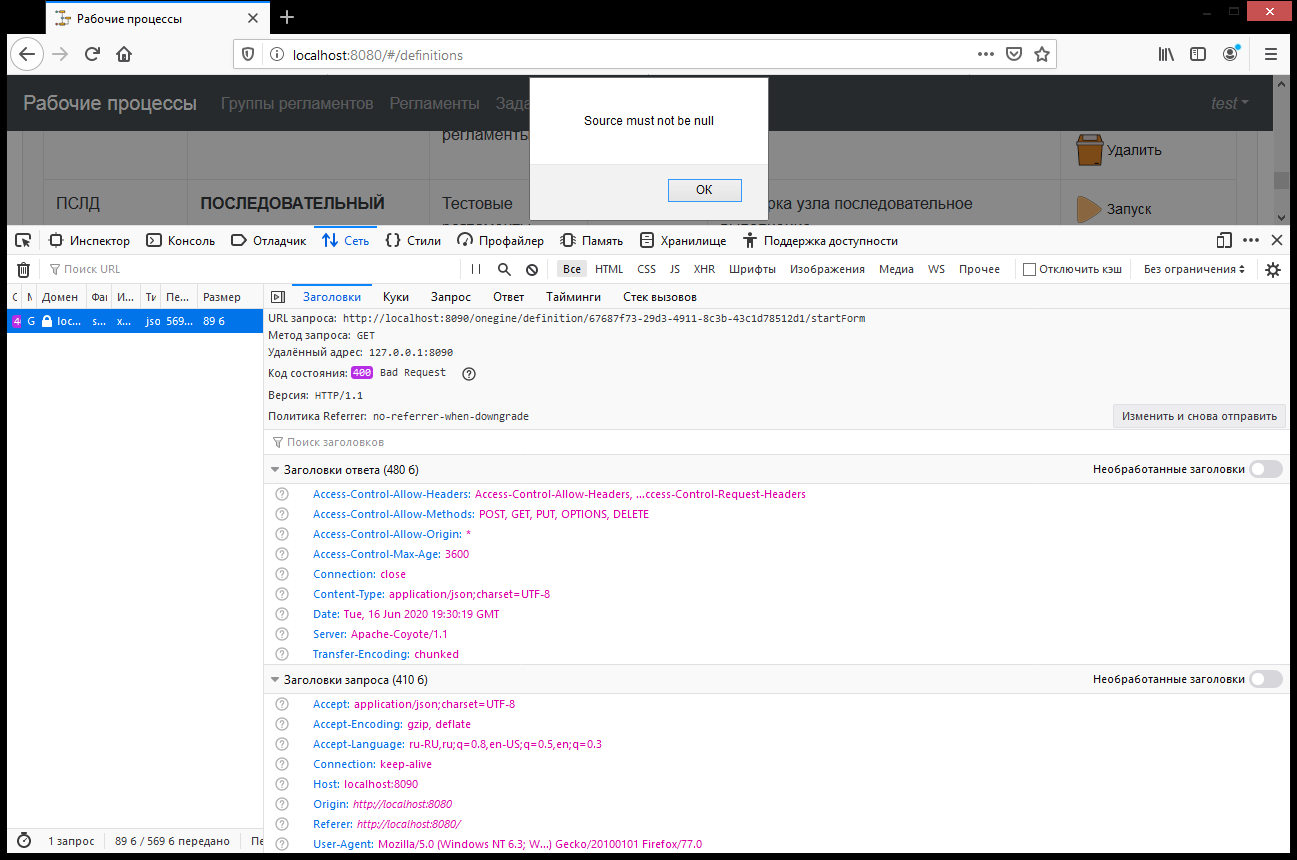 Рабочие процессы
localhost:8080/#/definitions
Рабочие процессы Группы регламентов Регламенты Зада test
Source must not be null
OK
регламенты
Удалить
ПСЛД ПОСЛЕДОВАТЕЛЬНЫЙ Тестовые рка узла последовательное Запуск
Инспектор Консоль Отладчик Сеть Стили Профайлер Память Хранилище Поддержка доступности
Поиск URL Все HTML CSS JS XHR Шрифты Изображения Медиа WS Прочее Отключить кэш Без ограничения
С М Домен Фаі И... Ті Пе... Размер
Заголовки Куки Запрос Ответ Тайминги Стек вызовов
4 G loc... s... x... jso 569... 89 б
URL запроса: http://localhost:8090/onegine/definition/67687f73-29d3-4911-8c3b-43c1d78512d1/startForm
Метод запроса: GET
Удалённый адрес: 127.0.0.1:8090
Код состояния: 400 Bad Request
Версия: HTTP/1.1
Политика Referrer: no-referrer-when-downgrade
Изменить и снова отправить
Поиск заголовков
Заголовки ответа (480 б) Необработанные заголовки
Access-Control-Allow-Headers: Access-Control-Allow-Headers, ...ccess-Control-Request-Headers
Access-Control-Allow-Methods: POST, GET, PUT, OPTIONS, DELETE
Access-Control-Allow-Origin: *
Access-Control-Max-Age: 3600
Connection: close
Content-Type: application/json;charset=UTF-8
Date: Tue, 16 Jun 2020 19:30:19 GMT
Server: Apache-Coyote/1.1
Transfer-Encoding: chunked
Заголовки запроса (410 б) Необработанные заголовки
Accept: application/json;charset=UTF-8
Accept-Encoding: gzip, deflate
Accept-Language: ru-RU,ru;q=0.8,en-US;q=0.5,en;q=0.3
Connection: keep-alive
Host: localhost:8090
Origin: http://localhost:8080
Referer: http://localhost:8080/
User-Agent: Mozilla/5.0 (Windows NT 6.3; W...) Gecko/20100101 Firefox/77.0
1 запрос 89 б / 569 б передано Пе